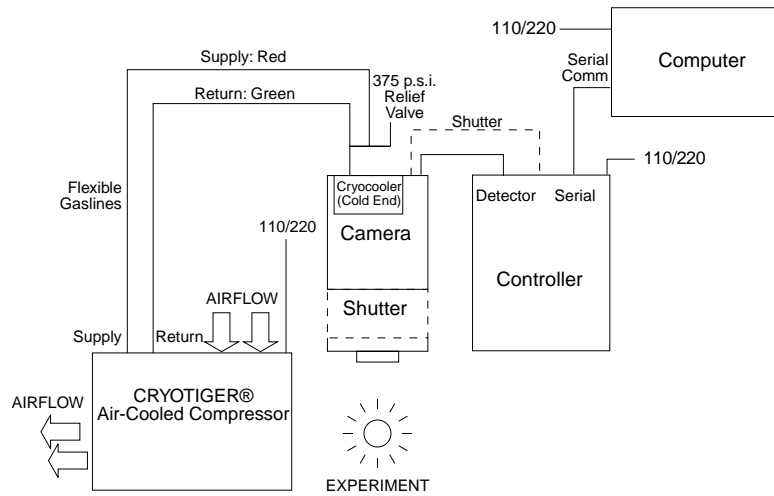 110/220
Computer
Supply: Red
Serial
Comm
375 p.s.i.
Relief
Valve
Return: Green
Shutter
110/220
Flexible
Gaslines
Cryocooler
(Cold End)
Detector
Serial
110/220
Camera
Controller
AIRFLOW
Shutter
Supply
Return
CRYOTIGER®
Air-Cooled Compressor
AIRFLOW
EXPERIMENT